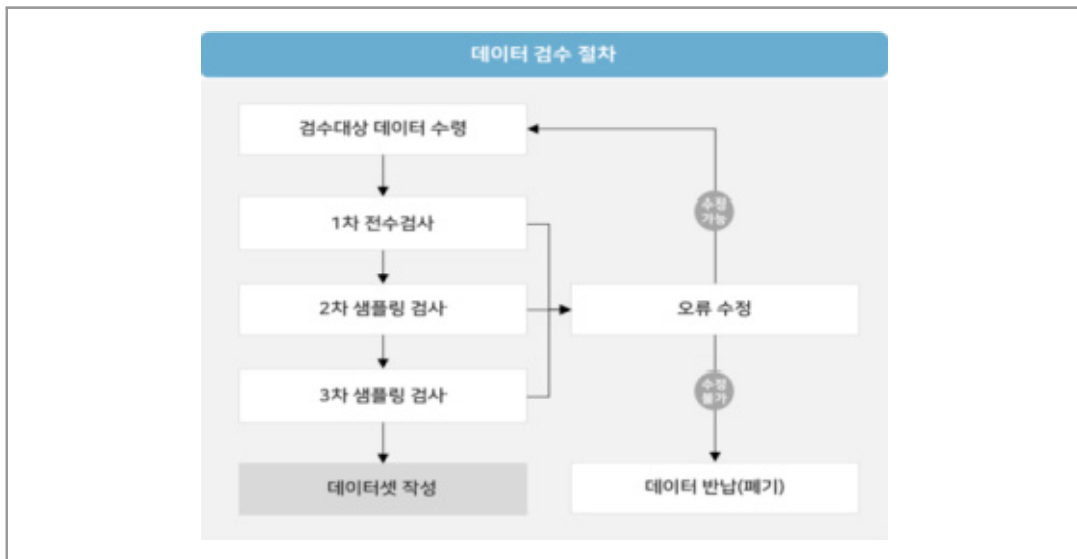 데이터 검수 절차
검수대상 데이터 수령
1차 전수검사
2차 샘플링 검사
3차 샘플링 검사
데이터셋 작성
수정
가능
오류 수정
수정
불가
데이터 반납(폐기)